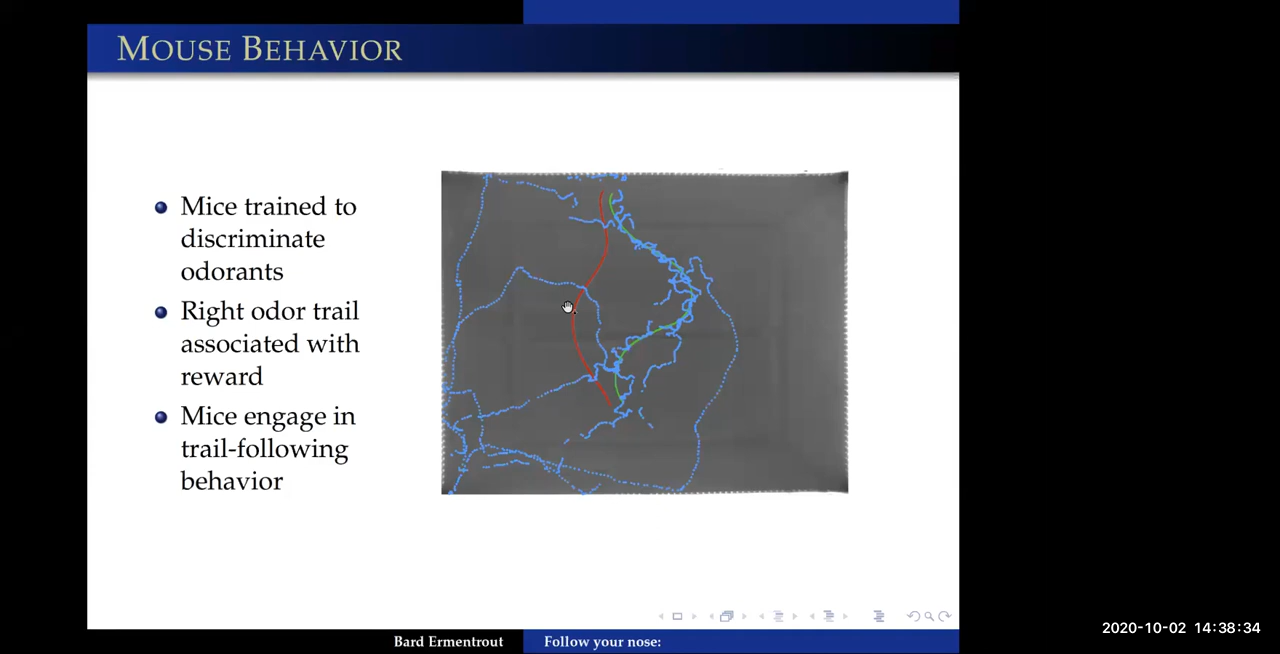 MOUSE BEHAVIOR
Mice trained to
discriminate
odorants
Right odor trail
associated with
reward
Mice engage in
trail-following
behavior
Bard Ermentrout
Follow your nose:
2020-10-02 14:38:34